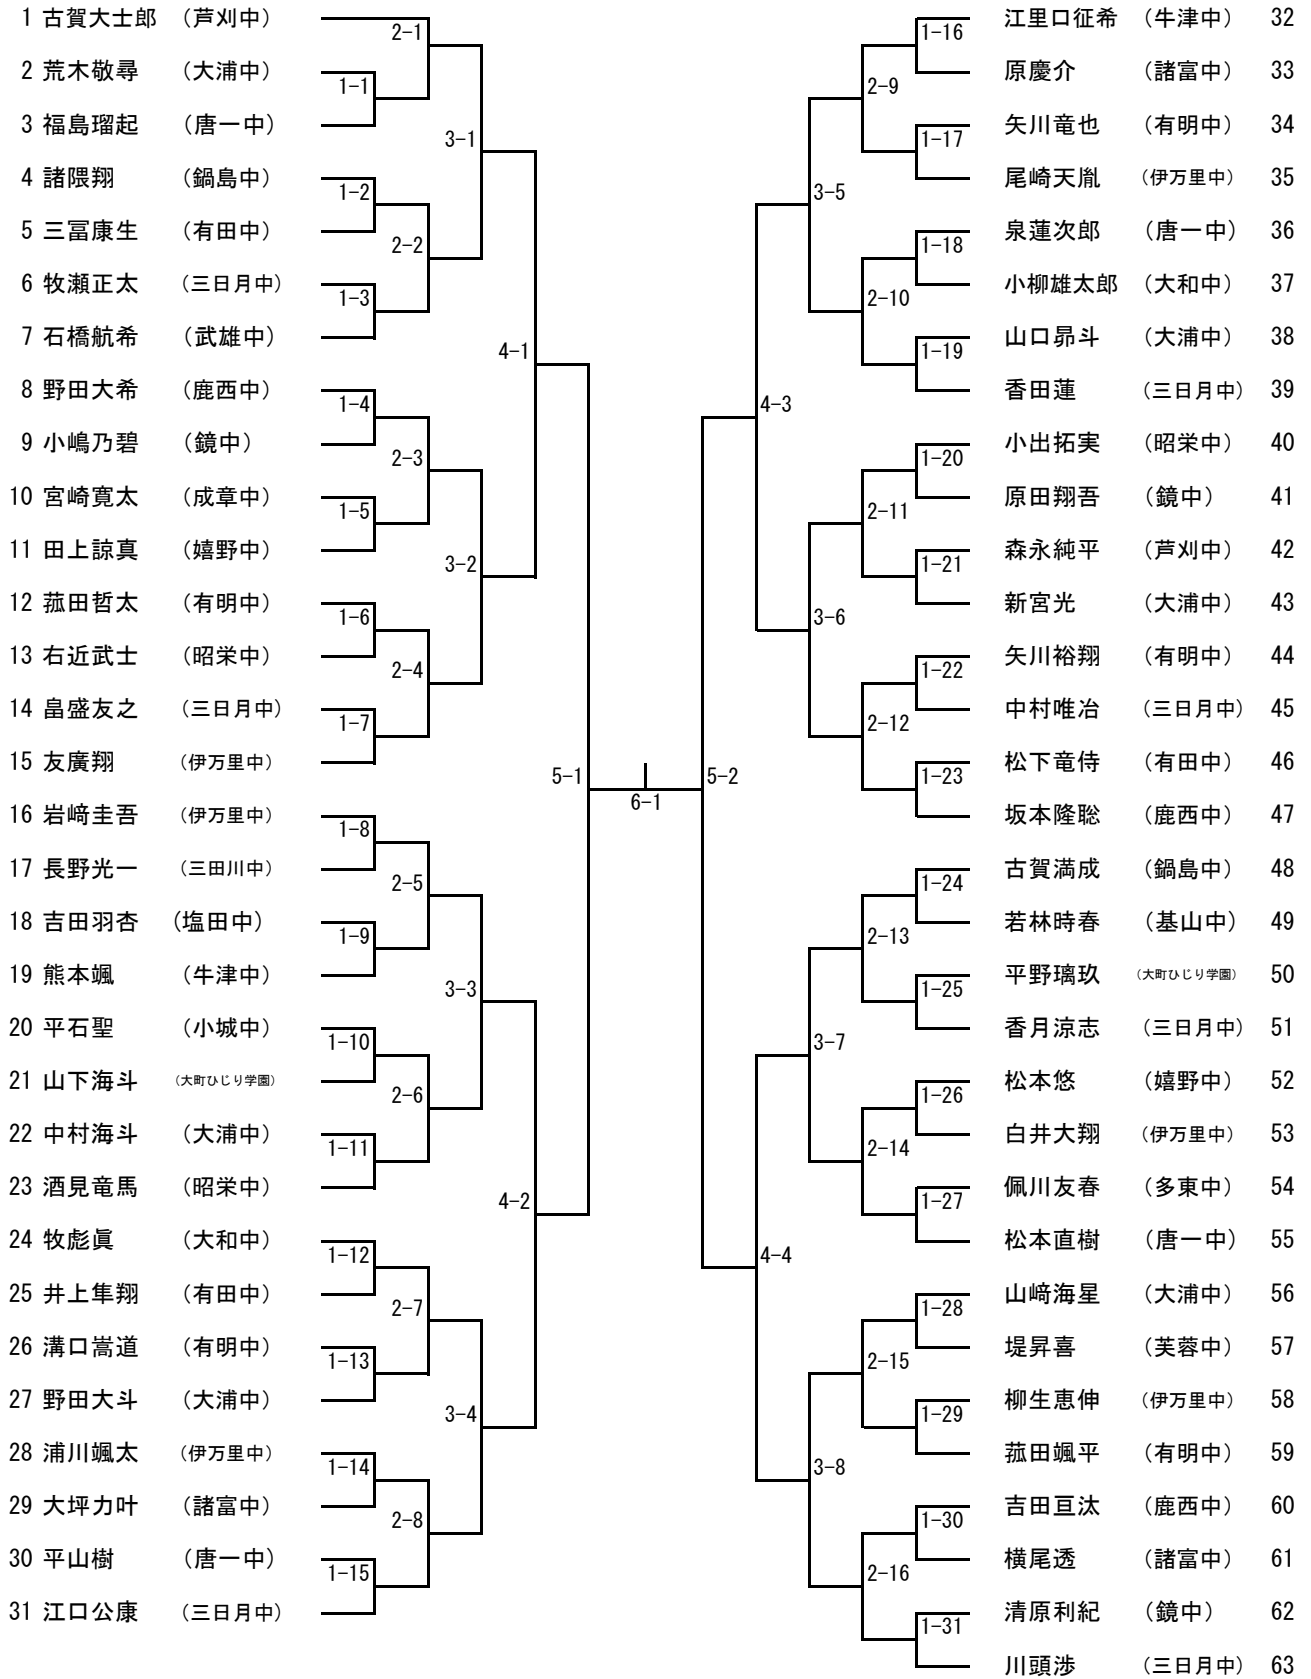 1 古賀大士郎 (芦刈中)
2 荒木敬尋 (大浦中)
3 福島瑠起 (唐一中)
4 諸隈翔 (鍋島中)
5 三冨康生 (有田中)
6 牧瀬正太 (三日月中)
7 石橋航希 (武雄中)
8 野田大希 (鹿西中)
9 小嶋乃碧 (鏡中)
10 宮崎寛太 (成章中)
11 田上諒真 (嬉野中)
12 菰田哲太 (有明中)
13 右近武士 (昭栄中)
14 畠盛友之 (三日月中)
15 友廣翔 (伊万里中)
16 岩﨑圭吾 (伊万里中)
17 長野光一 (三田川中)
18 吉田羽杏 (塩田中)
19 熊本颯 (牛津中)
20 平石聖 (小城中)
21 山下海斗 (大町ひじり学園)
22 中村海斗 (大浦中)
23 酒見竜馬 (昭栄中)
24 牧彪眞 (大和中)
25 井上隼翔 (有田中)
26 溝口嵩道 (有明中)
27 野田大斗 (大浦中)
28 浦川颯太 (伊万里中)
29 大坪力叶 (諸富中)
30 平山樹 (唐一中)
31 江口公康 (三日月中)
1-1
1-2
1-3
1-4
1-5
1-6
1-7
1-8
1-9
1-10
1-11
1-12
1-13
1-14
1-15
2-1
2-2
2-3
2-4
2-5
2-6
2-7
2-8
3-1
3-2
3-3
3-4
4-1
4-2
5-1
6-1
5-2
4-3
4-4
3-5
3-6
3-7
3-8
2-9
2-10
2-11
2-12
2-13
2-14
2-15
2-16
1-16
1-17
1-18
1-19
1-20
1-21
1-22
1-23
1-24
1-25
1-26
1-27
1-28
1-29
1-30
1-31
江里口征希 (牛津中) 32
原慶介 (諸富中) 33
矢川竜也 (有明中) 34
尾崎天胤 (伊万里中) 35
泉蓮次郎 (唐一中) 36
小柳雄太郎 (大和中) 37
山口昴斗 (大浦中) 38
香田蓮 (三日月中) 39
小出拓実 (昭栄中) 40
原田翔吾 (鏡中) 41
森永純平 (芦刈中) 42
新宮光 (大浦中) 43
矢川裕翔 (有明中) 44
中村唯冶 (三日月中) 45
松下竜侍 (有田中) 46
坂本隆聡 (鹿西中) 47
古賀満成 (鍋島中) 48
若林時春 (基山中) 49
平野璃玖 (大町ひじり学園) 50
香月涼志 (三日月中) 51
松本悠 (嬉野中) 52
白井大翔 (伊万里中) 53
佩川友春 (多東中) 54
松本直樹 (唐一中) 55
山﨑海星 (大浦中) 56
堤昇喜 (芙蓉中) 57
柳生恵伸 (伊万里中) 58
菰田颯平 (有明中) 59
吉田亘汰 (鹿西中) 60
横尾透 (諸富中) 61
清原利紀 (鏡中) 62
川頭渉 (三日月中) 63